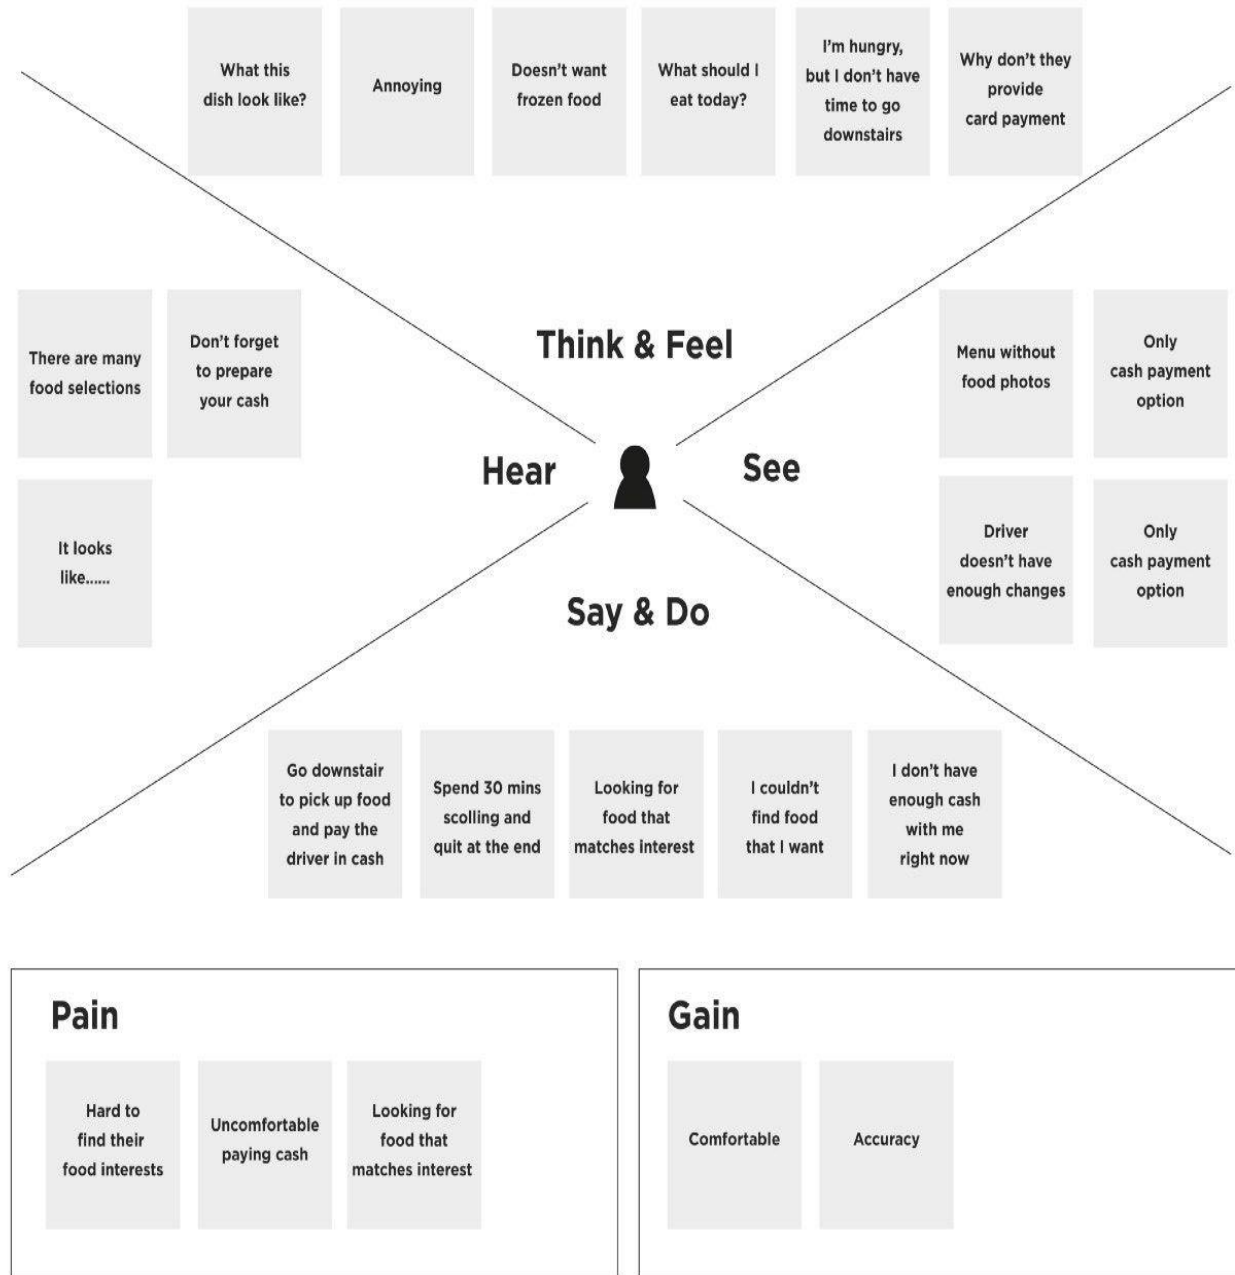 What this
dish look like?
Annoying
Doesn't want
frozen food
What should I
eat today?
I'm hungry,
but I don't have
time to go
downstairs
Why don't they
provide
card payment
Think & Feel
There are many
food selections
Don't forget
to prepare
your cash
It looks
like......
Hear
See
Menu without
food photos
Only
cash payment
option
Driver
doesn't have
enough changes
Only
cash payment
option
Say & Do
Go downstair
to pick up food
and pay the
driver in cash
Spend 30 mins
scolling and
quit at the end
Looking for
food that
matches interest
I couldn't
find food
that I want
I don't have
enough cash
with me
right now
Pain
Hard to
find their
food interests
Uncomfortable
paying cash
Looking for
food that
matches interest
Gain
Comfortable
Accuracy